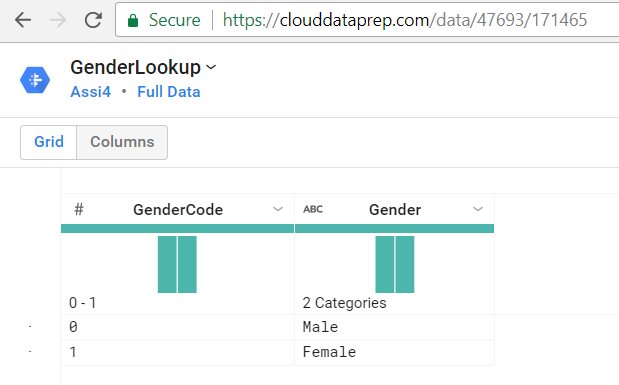 Secure https://clouddataprep.com/data/47693/171465
GenderLookup
Assi4 • Full Data
Grid Columns
# GenderCode ABC Gender
0 - 1 2 Categories
0 Male
1 Female